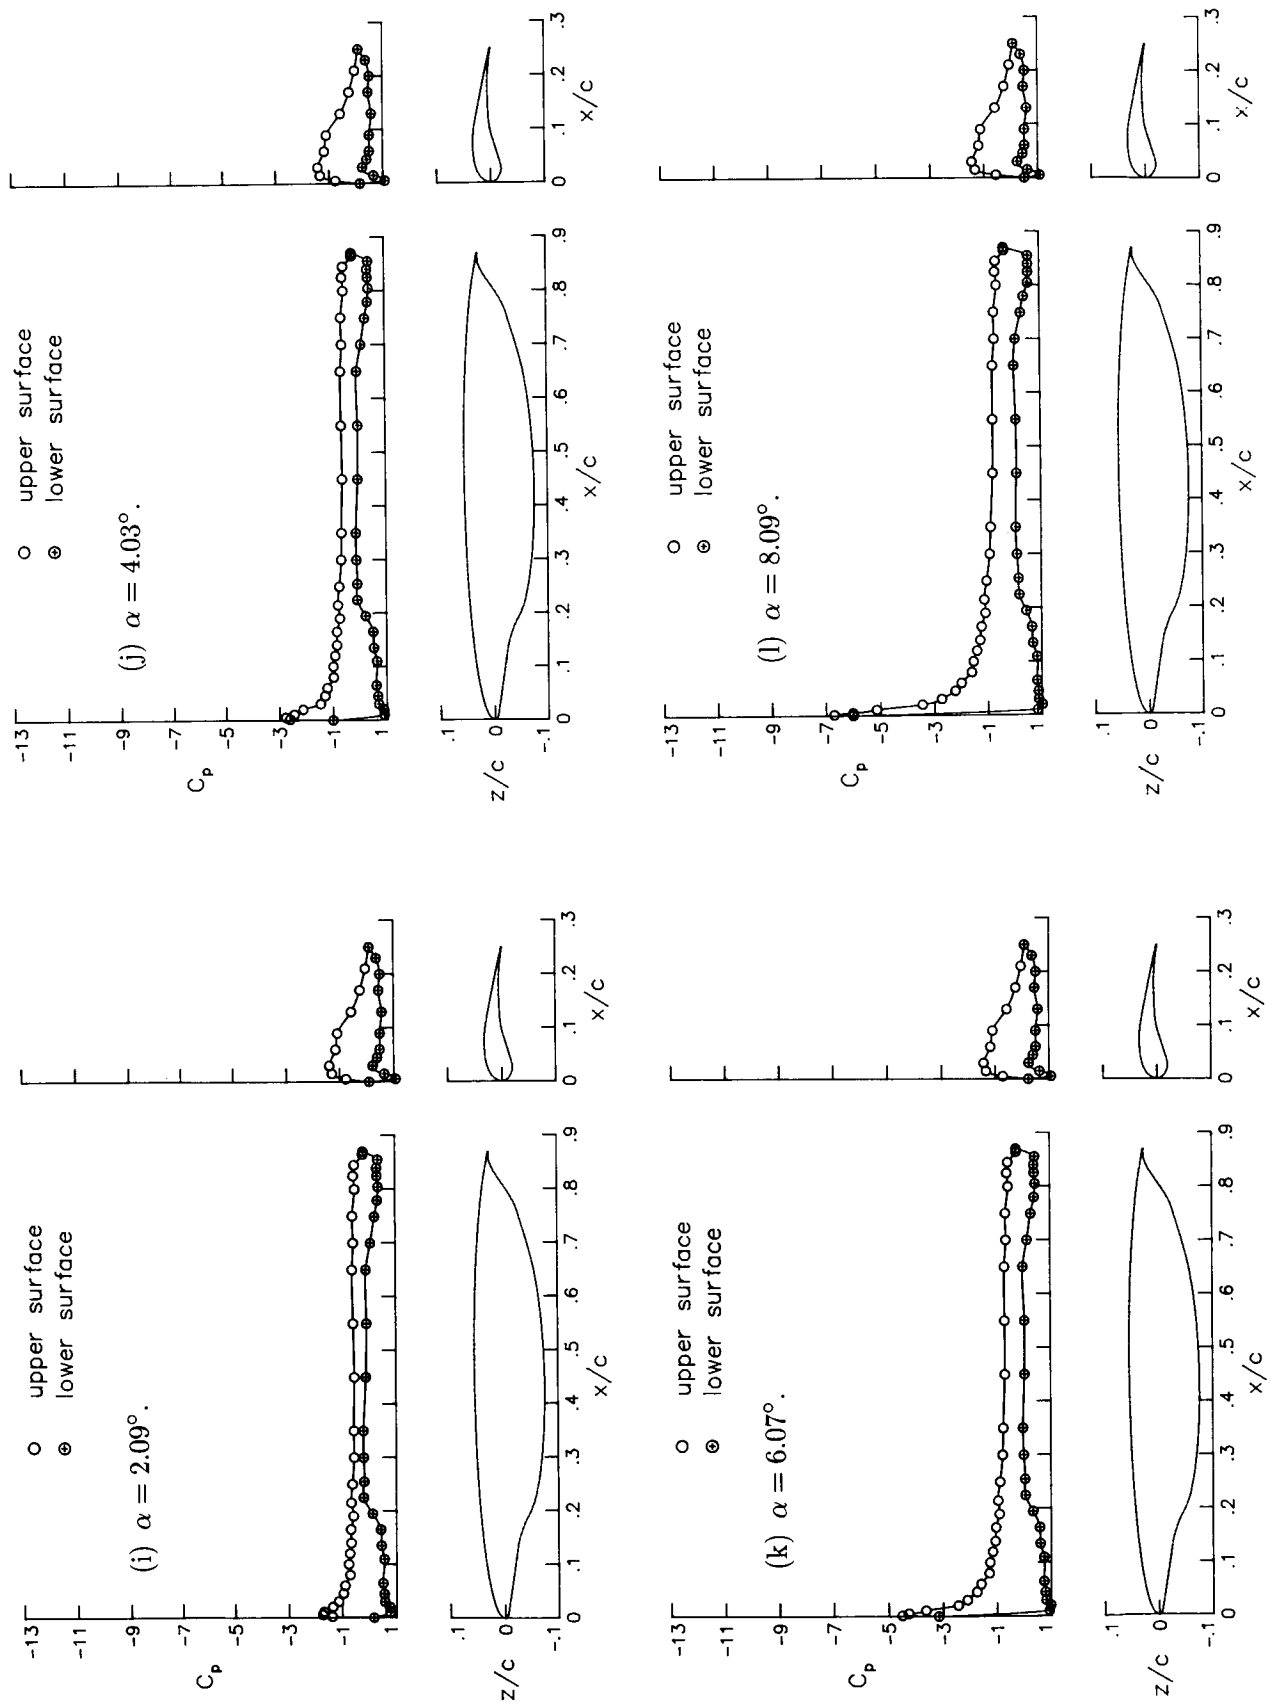 ○ upper surface
⊕ lower surface
(i) α = 2.09°.
-13
-11
-9
-7
-5
-3
-1
1
Cp
.1
0
-.1
z/c
0 .1 .2 .3 .4 .5 .6 .7 .8 .9
x/c
0 .1 .2 .3
x/c
○ upper surface
⊕ lower surface
(j) α = 4.03°.
-13
-11
-9
-7
-5
-3
-1
1
Cp
.1
0
-.1
z/c
0 .1 .2 .3 .4 .5 .6 .7 .8 .9
x/c
0 .1 .2 .3
x/c
○ upper surface
⊕ lower surface
(k) α = 6.07°.
-13
-11
-9
-7
-5
-3
-1
1
Cp
.1
0
-.1
z/c
0 .1 .2 .3 .4 .5 .6 .7 .8 .9
x/c
0 .1 .2 .3
x/c
○ upper surface
⊕ lower surface
(l) α = 8.09°.
-13
-11
-9
-7
-5
-3
-1
1
Cp
.1
0
-.1
z/c
0 .1 .2 .3 .4 .5 .6 .7 .8 .9
x/c
0 .1 .2 .3
x/c